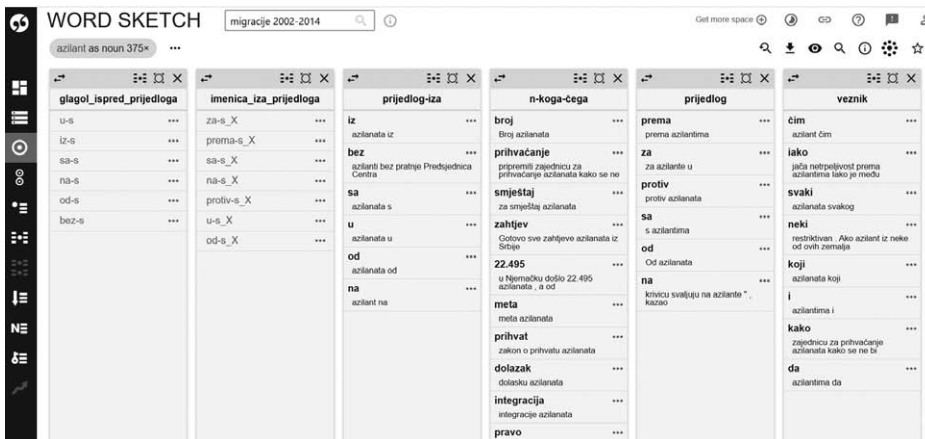 WORD SKETCH
migracije 2002-2014
Get more space
azilant as noun 375×
glagol_ispred_prijedloga
u-s
iz-s
sa-s
na-s
od-s
bez-s
imenica_iza_prijedloga
za-s_X
prema-s_X
sa-s_X
na-s_X
protiv-s_X
u-s_X
od-s_X
prijedlog-iza
iz
azilanata iz
bez
azilanti bez pratnje Predsjednica
Centra
sa
azilanata s
u
azilanata u
od
azilanata od
na
azilant na
n-koga-čega
broj
Broj azilanata
prihvaćanje
pripremiti zajednicu za
prihvaćanje azilanata kako se ne
smještaj
za smještaj azilanata
zahtjev
Gotovo sve zahtjeve azilanata iz
Srbije
22.495
u Njemačku došlo 22.495
azilanata , a od
meta
meta azilanata
prihvat
zakon o prihvatu azilanata
dolazak
dolasku azilanata
integracija
integracije azilanata
pravo
prijedlog
prema
prema azilantima
za
za azilante u
protiv
protiv azilanata
sa
s azilantima
od
Od azilanata
na
krivicu svaljuju na azilante " ,
kazao
veznik
čim
azilant čim
iako
jača netrpeljivost prema
azilantima Iako je među
svaki
azilanata svakog
neki
restriktivan . Ako azilant iz neke
od ovih zemalja
koji
azilanata koji
i
azilantima i
kako
zajednicu za prihvaćanje
azilanata kako se ne bi
da
azilantima da